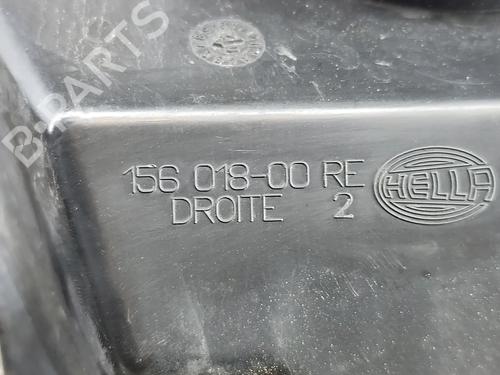 B-PARTS
156 018-00 RE
DROITE 2
HELLA